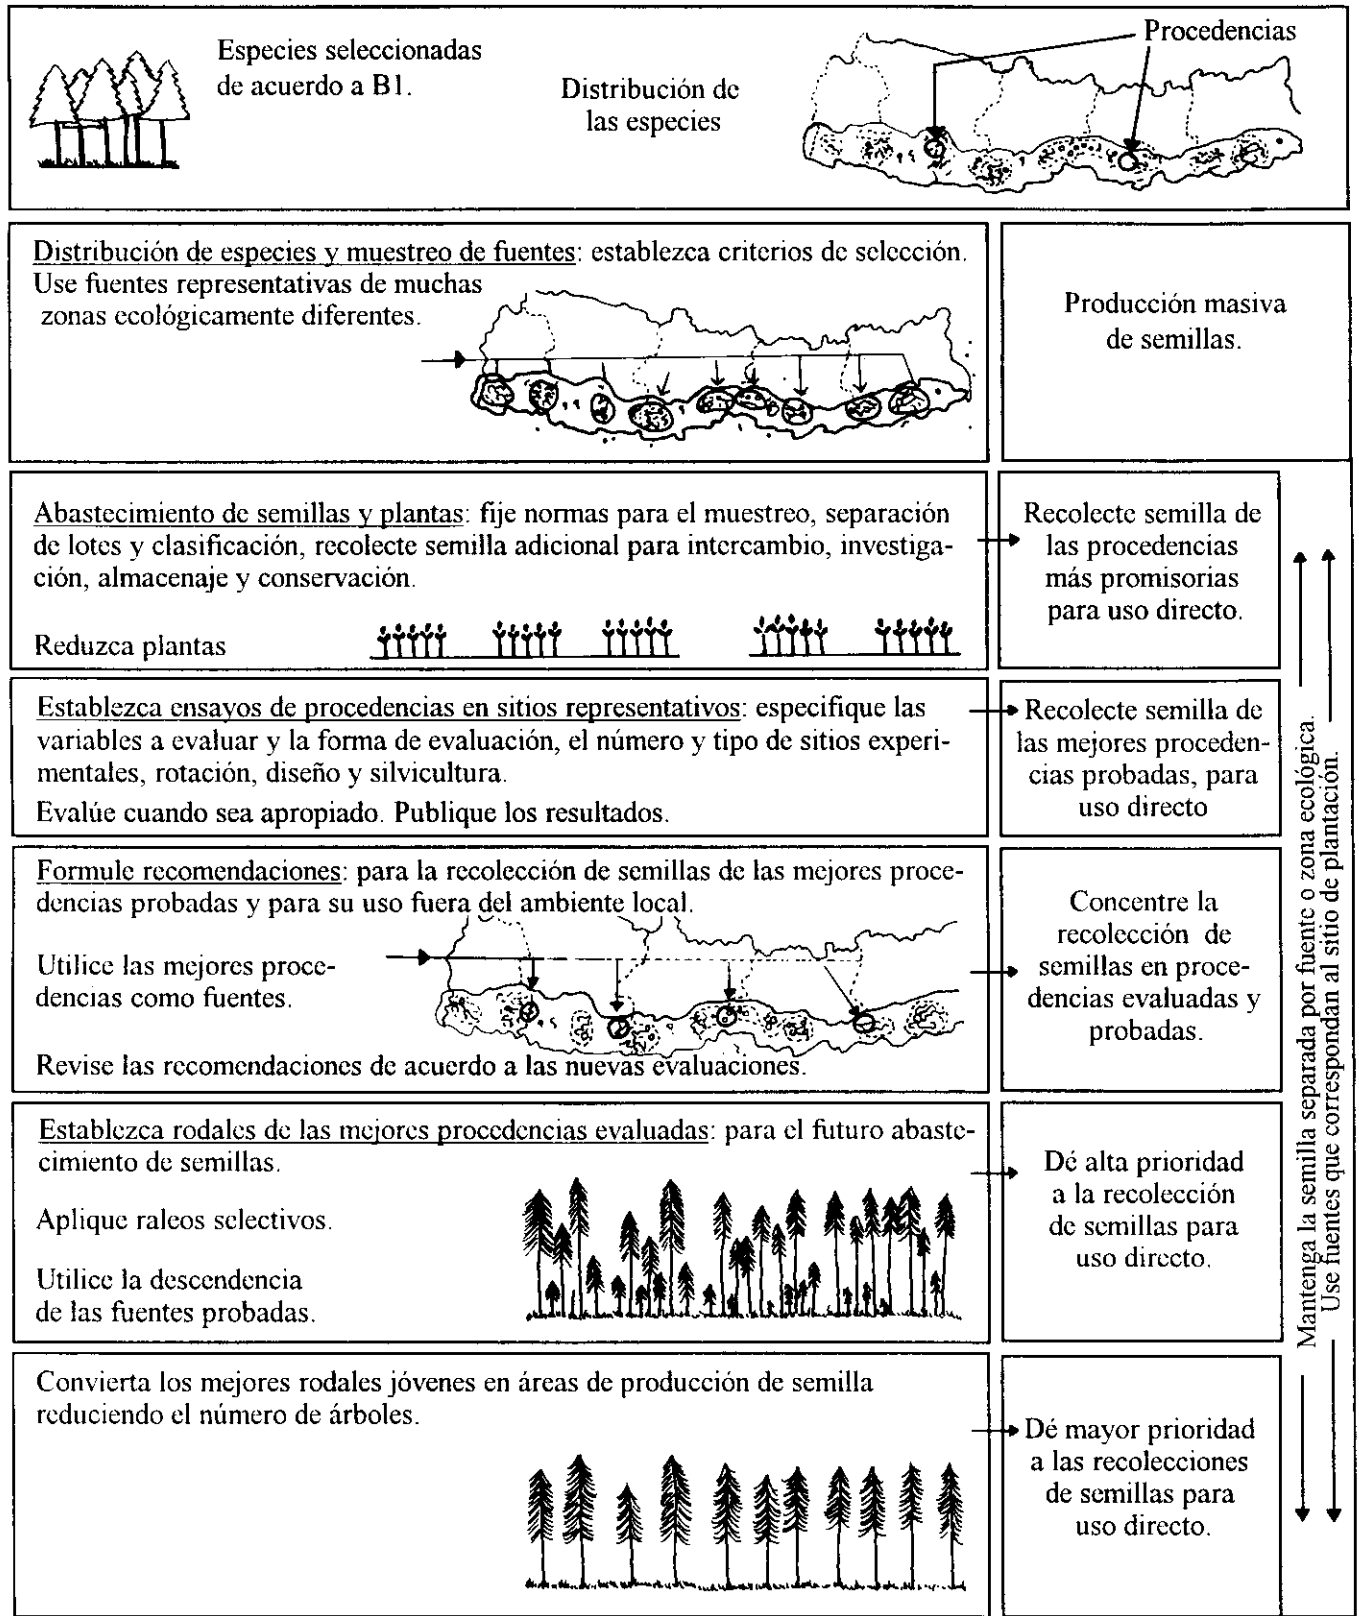 Especies seleccionadas
de acuerdo a B1.
Distribución de
las especies
Procedencias
Distribución de especies y muestreo de fuentes: establezca criterios de selección.
Use fuentes representativas de muchas
zonas ecológicamente diferentes.
Producción masiva
de semillas.
Abastecimiento de semillas y plantas: fije normas para el muestreo, separación
de lotes y clasificación, recolecte semilla adicional para intercambio, investiga-
ción, almacenaje y conservación.
Reduzca plantas
Recolecte semilla de
las procedencias
más promisorias
para uso directo.
Establezca ensayos de procedencias en sitios representativos: especifique las
variables a evaluar y la forma de evaluación, el número y tipo de sitios experi-
mentales, rotación, diseño y silvicultura.
Evalúe cuando sea apropiado. Publique los resultados.
Recolecte semilla de
las mejores proceden-
cias probadas, para
uso directo
Formule recomendaciones: para la recolección de semillas de las mejores proce-
dencias probadas y para su uso fuera del ambiente local.
Utilice las mejores proce-
dencias como fuentes.
Revise las recomendaciones de acuerdo a las nuevas evaluaciones.
Concentre la
recolección de
semillas en proce-
dencias evaluadas y
probadas.
Establezca rodales de las mejores procedencias evaluadas: para el futuro abaste-
cimiento de semillas.
Aplique raleos selectivos.
Utilice la descendencia
de las fuentes probadas.
Dé alta prioridad
a la recolección
de semillas para
uso directo.
Convierta los mejores rodales jóvenes en áreas de producción de semilla
reduciendo el número de árboles.
Dé mayor prioridad
a las recolecciones
de semillas para
uso directo.
Mantenga la semilla separada por fuente o zona ecológica.
Use fuentes que correspondan al sitio de plantación.